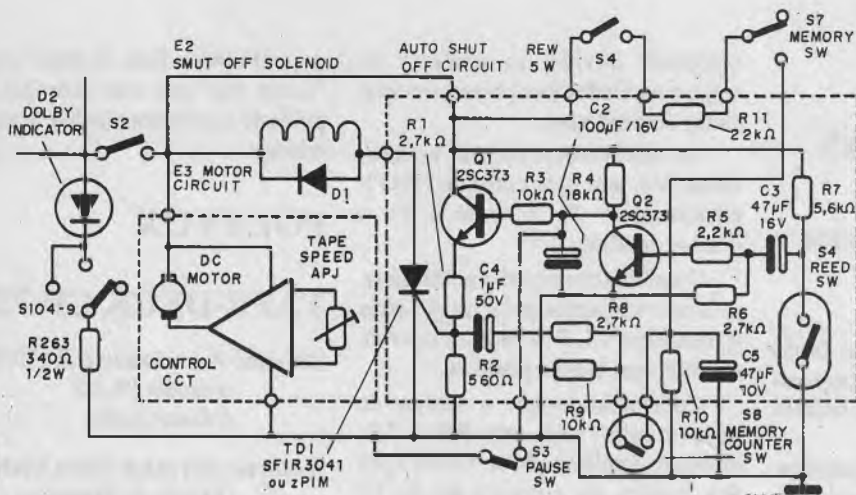 E2
SMUT OFF SOLENOID
AUTO SHUT
OFF CIRCUIT
REW
5 W
S4
S7
MEMORY
SW
D2
DOLBY
INDICATOR
S2
R1
2,7kΩ
C2
100µF/16V
R11
22kΩ
E3 MOTOR
CIRCUIT
D1
Q1
2SC373
R3
10kΩ
R4
18kΩ
Q2
2SC373
C3
47µF
16V
R7
5,6kΩ
R5
2,2kΩ
S4
REED
SW
DC
MOTOR
TAPE
SPEED
APJ
C4
1µF
50V
R8
2,7kΩ
R6
2,7kΩ
S104-9
R263
340Ω
1/2W
CONTROL
CCT
R2
560Ω
R9
10kΩ
R10
10kΩ
C5
47µF
10V
S8
MEMORY
COUNTER
SW
TD1
SFIR3041
ou zPIM
S3
PAUSE
SW